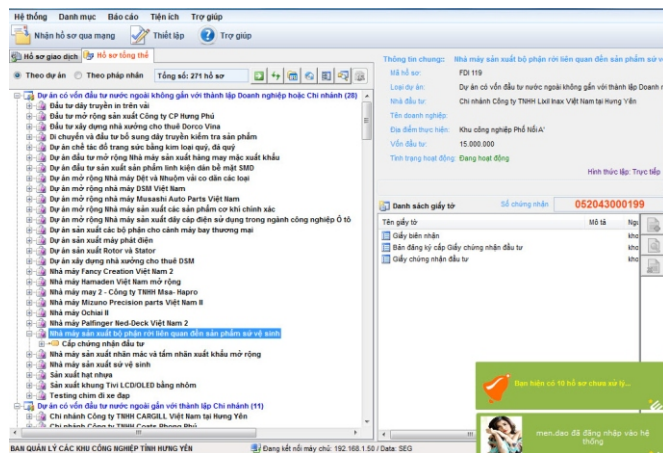 Hệ thống Danh mục Báo cáo Tiện ích Trợ giúp
Nhận hồ sơ qua mạng Thiết lập Trợ giúp
Hồ sơ giao dịch Hồ sơ tổng thể
Theo dự án Theo pháp nhân Tổng số: 271 hồ sơ
Dự án có vốn đầu tư nước ngoài không gắn với thành lập Doanh nghiệp hoặc Chi nhánh (28)
Đầu tư dây truyền in trên vải
Đầu tư mở rộng sản xuất Công ty CP Hưng Phú
Đầu tư xây dựng nhà xưởng cho thuê Dorco Vina
Di chuyển và đầu tư bổ sung dây truyền kiểm tra sản phẩm
Dự án chế tác đồ trang sức bằng kim loại quý, đá quý
Dự án đầu tư mở rộng Nhà máy sản xuất hàng may mặc xuất khẩu
Dự án đầu tư sản xuất sản phẩm linh kiện dán bề mặt SMD
Dự án mở rộng Nhà máy Dệt và Nhuộm vải co dãn các loại
Dự án mở rộng nhà máy DSM Việt Nam
Dự án mở rộng Nhà máy Musashi Auto Parts Việt Nam
Dự án mở rộng Nhà máy sản xuất các sản phẩm cơ khí chính xác
Dự án mở rộng Nhà máy sản xuất dây cáp điện sử dụng trong ngành công nghiệp Ô tô
Dự án sản xuất các bộ phận cho cánh máy bay thương mại
Dự án sản xuất máy phát điện
Dự án sản xuất Rotor và Stator
Dự án xây dựng nhà xưởng cho thuê DSM
Nhà máy Fancy Creation Việt Nam 2
Nhà máy Hamaden Việt Nam mở rộng
Nhà máy may 2 - Công ty TNHH Msa- Hapro
Nhà máy Mizuno Precision parts Việt Nam II
Nhà máy Ochiai II
Nhà máy Palfinger Ned-Deck Việt Nam 2
Nhà máy sản xuất bộ phận rời liên quan đến sản phẩm sứ vệ sinh
Cấp chứng nhận đầu tư
Nhà máy sản xuất nhãn mác và tấm nhãn xuất khẩu mở rộng
Nhà máy sản xuất sứ vệ sinh
Sản xuất hạt nhựa
Sản xuất khung Tivi LCD/OLED bằng nhôm
Testing chim di xe đạp
Dự án có vốn đầu tư nước ngoài gắn với thành lập Chi nhánh (11)
Chi nhánh Công ty TNHH CARGILL Việt Nam tại Hưng Yên
Chi nhánh Công ty TNHH Coats Phong Phú
Thông tin chung: Nhà máy sản xuất bộ phận rời liên quan đến sản phẩm sứ v
Mã hồ sơ: FDI 119
Loại dự án: Dự án có vốn đầu tư nước ngoài không gắn với thành lập Doanh n
Nhà đầu tư: Chi nhánh Công ty TNHH Lixil Inax Việt Nam tại Hưng Yên
Tên doanh nghiệp:
Địa điểm thực hiện: Khu công nghiệp Phố Nối A'
Vốn đầu tư: 15.000.000
Tình trạng hoạt động: Đang hoạt động
Hình thức lập: Trực tiếp
Danh sách giấy tờ Số chứng nhận 052043000199
Tên giấy tờ Mô tả Ngu
Giấy biên nhận kho
Bản đăng ký cấp Giấy chứng nhận đầu tư kho
Giấy chứng nhận đầu tư kho
Bạn hiện có 10 hồ sơ chưa xử lý...
men.dao đã đăng nhập vào hệ
thống
BAN QUẢN LÝ CÁC KHU CÔNG NGHIỆP TỈNH HƯNG YÊN Đang kết nối máy chủ: 192.168.1.50 / Data: SEG